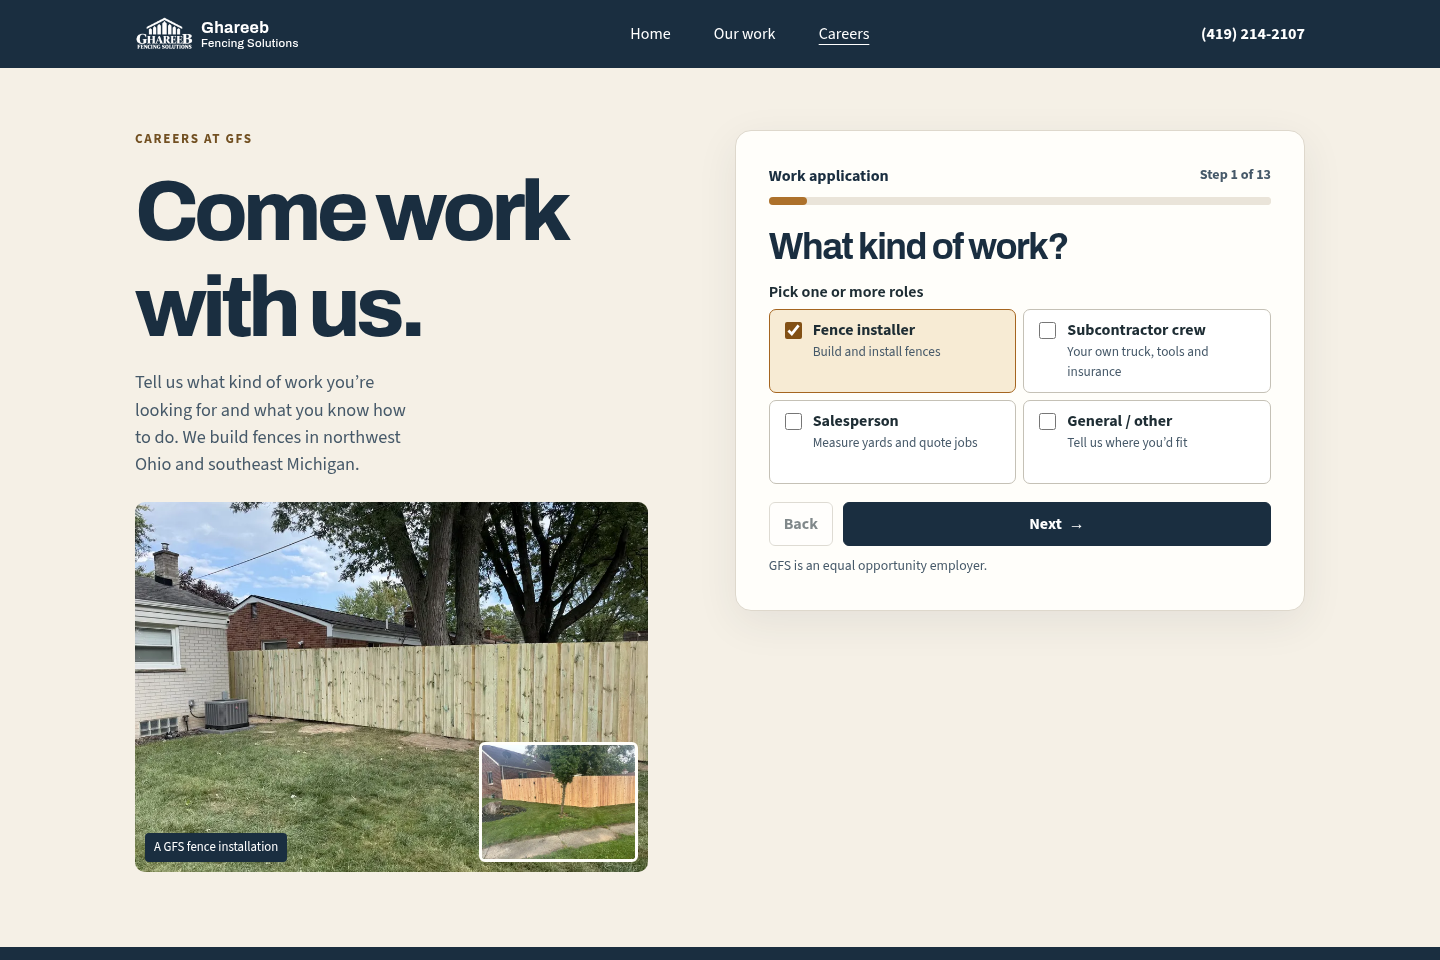 GHAREEB
FENCING SOLUTIONS
Ghareeb
Fencing Solutions
Home
Our work
Careers
(419) 214-2107
CAREERS AT GFS
Come work
with us.
Tell us what kind of work you’re
looking for and what you know how
to do. We build fences in northwest
Ohio and southeast Michigan.
A GFS fence installation
Work application
Step 1 of 13
What kind of work?
Pick one or more roles
Fence installer
Build and install fences
Subcontractor crew
Your own truck, tools and
insurance
Salesperson
Measure yards and quote jobs
General / other
Tell us where you’d fit
Back
Next →
GFS is an equal opportunity employer.